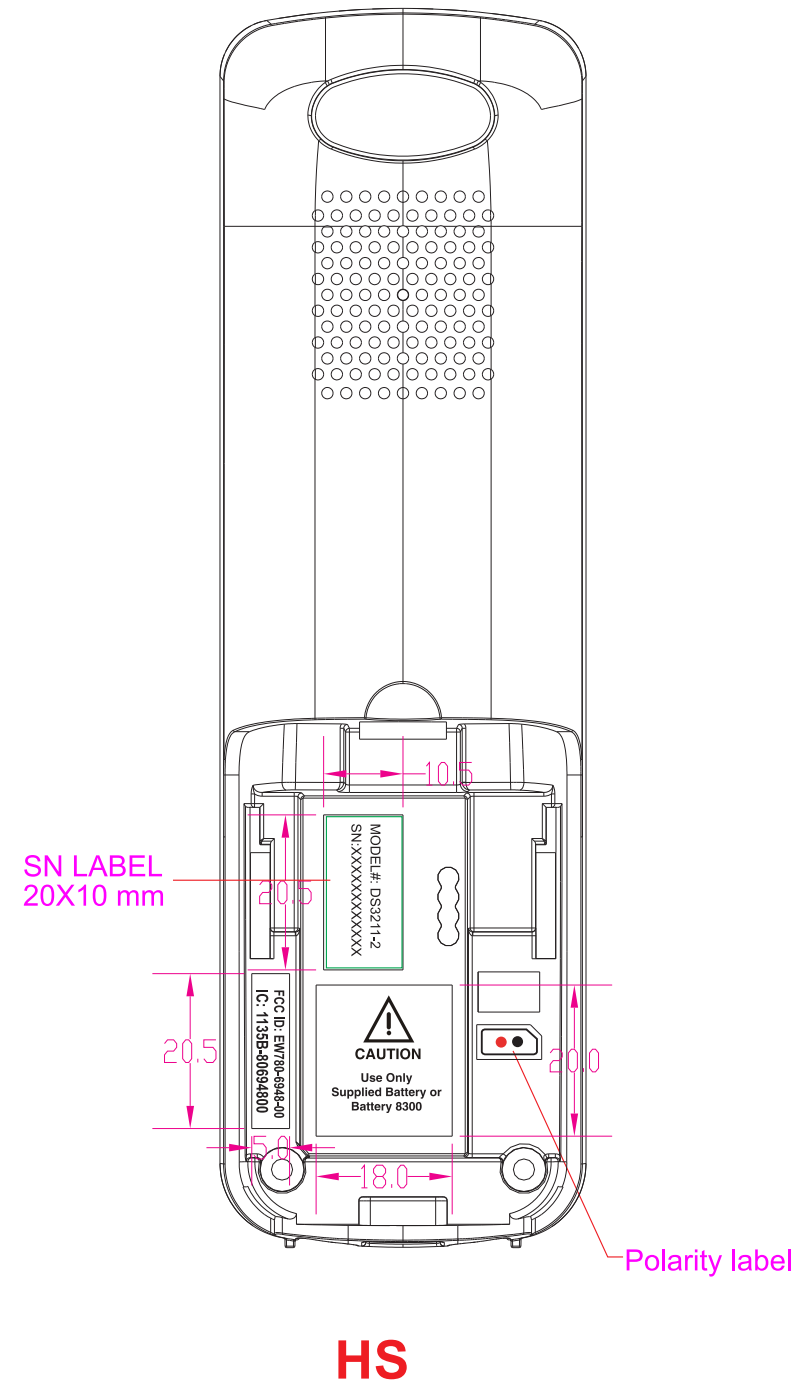 10.5
SN LABEL
20X10 mm
20.5
MODEL#: DS3211-2
SN:XXXXXXXXXXXXX
20.5
FCC ID: EW780-6948-00
IC: 1135B-80694800
CAUTION
Use Only
Supplied Battery or
Battery 8300
20.0
5.0
18.0
Polarity label
HS